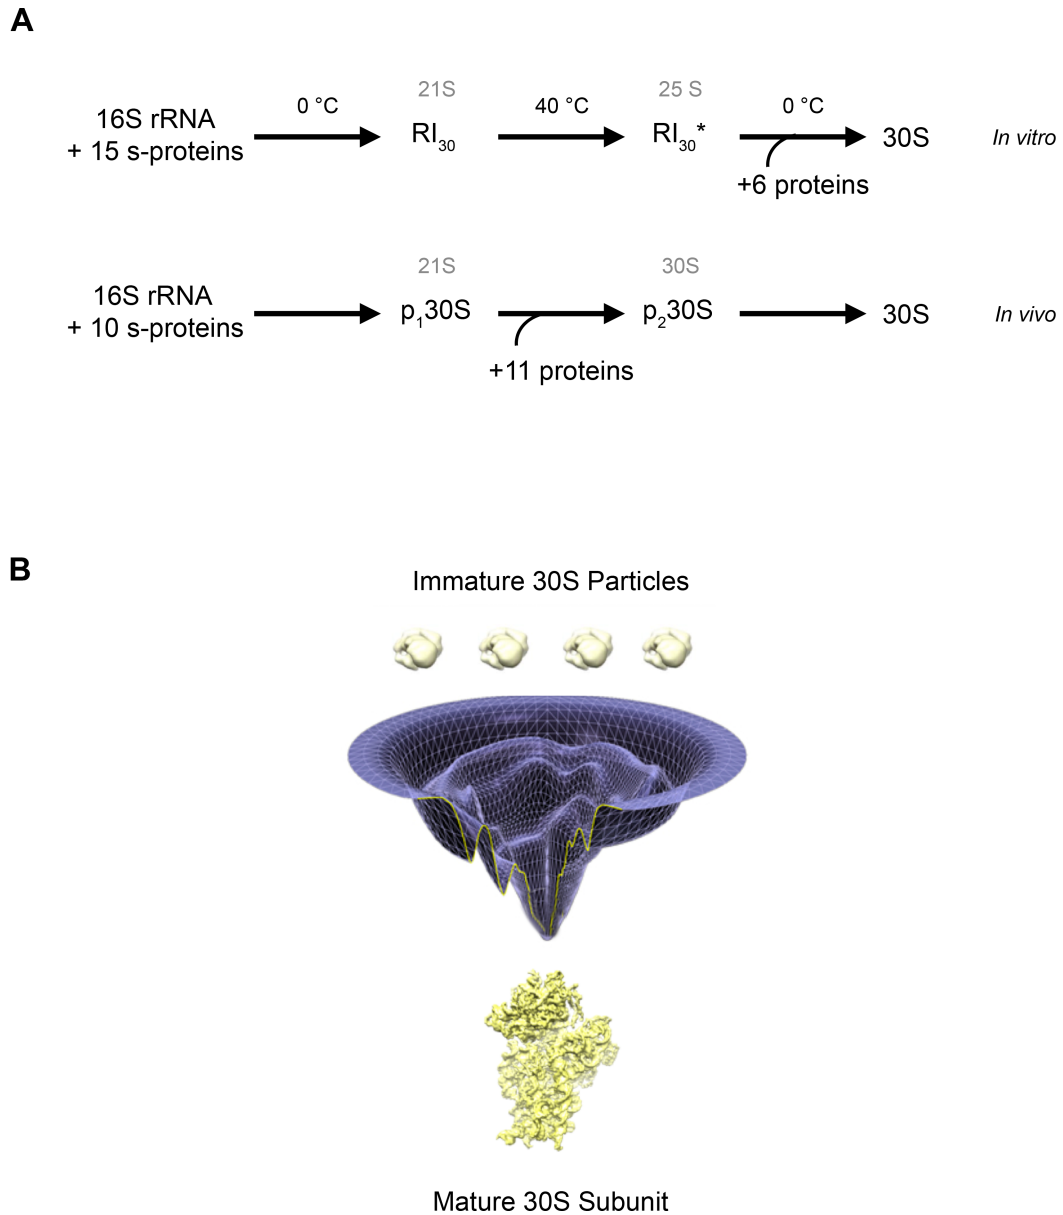 A
16S rRNA
+ 15 s-proteins
0 °C
21S
RI30
40 °C
25 S
RI30*
0 °C
+6 proteins
30S
In vitro
16S rRNA
+ 10 s-proteins
21S
p130S
+11 proteins
30S
p230S
30S
In vivo
B
Immature 30S Particles
Mature 30S Subunit